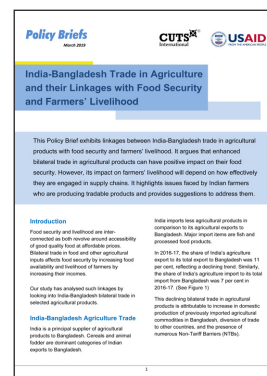 Policy Briefs
March 2019
CUTS
International
USAID
FROM THE AMERICAN PEOPLE
India-Bangladesh Trade in Agriculture
and their Linkages with Food Security
and Farmers' Livelihood
This Policy Brief exhibits linkages between India-Bangladesh trade in agricultural
products with food security and farmers' livelihood. It argues that enhanced
bilateral trade in agricultural products can have positive impact on their food
security. However, its impact on farmers' livelihood will depend on how effectively
they are engaged in supply chains. It highlights issues faced by Indian farmers
who are producing tradable products and provides suggestions to address them.
Introduction
Food security and livelihood are inter-
connected as both revolve around accessibility
of good quality food at affordable prices.
Bilateral trade in food and other agricultural
inputs affects food security by increasing food
availability and livelihood of farmers by
increasing their incomes.
Our study has analysed such linkages by
looking into India-Bangladesh bilateral trade in
selected agricultural products.
India-Bangladesh Agriculture Trade
India is a principal supplier of agricultural
products to Bangladesh. Cereals and animal
fodder are dominant categories of Indian
exports to Bangladesh.
India imports less agricultural products in
comparison to its agricultural exports to
Bangladesh. Major import items are fish and
processed food products.
In 2016-17, the share of India's agriculture
export to its total export to Bangladesh was 11
per cent, reflecting a declining trend. Similarly,
the share of India's agriculture import to its total
import from Bangladesh was 7 per cent in
2016-17. (See Figure 1)
This declining bilateral trade in agricultural
products is attributable to increase in domestic
production of previously imported agricultural
commodities in Bangladesh, diversion of trade
to other countries, and the presence of
numerous Non-Tariff Barriers (NTBs).
1